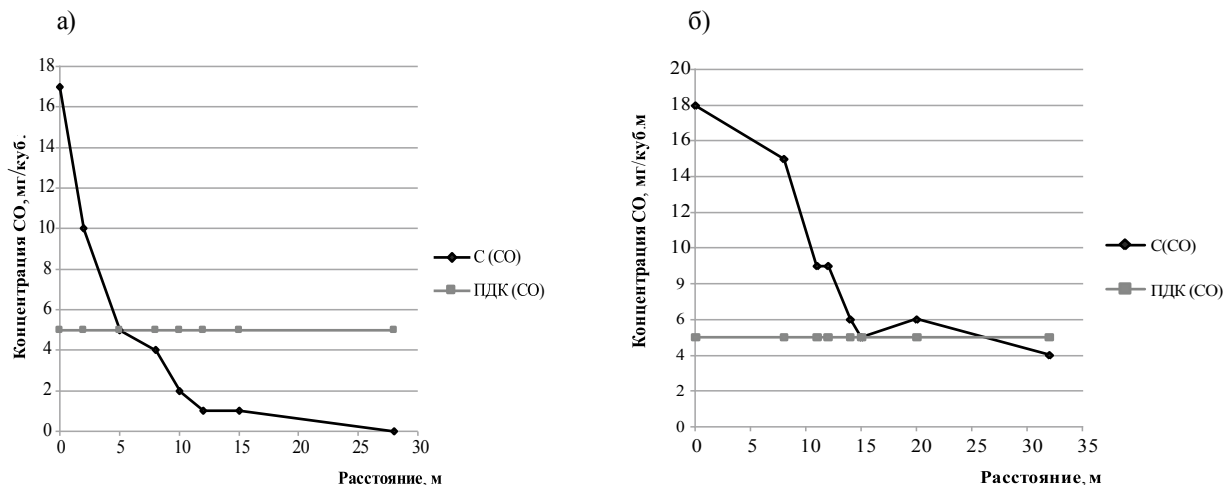 а)
б)
Концентрация СО, мг/куб.
18
16
14
12
10
8
6
4
2
0
0 5 10 15 20 25 30
Расстояние, м
С (СО)
ПДК (СО)
Концентрация СО, мг/куб.м
20
18
16
14
12
10
8
6
4
2
0
0 5 10 15 20 25 30 35
Расстояние, м
С(СО)
ПДК (СО)